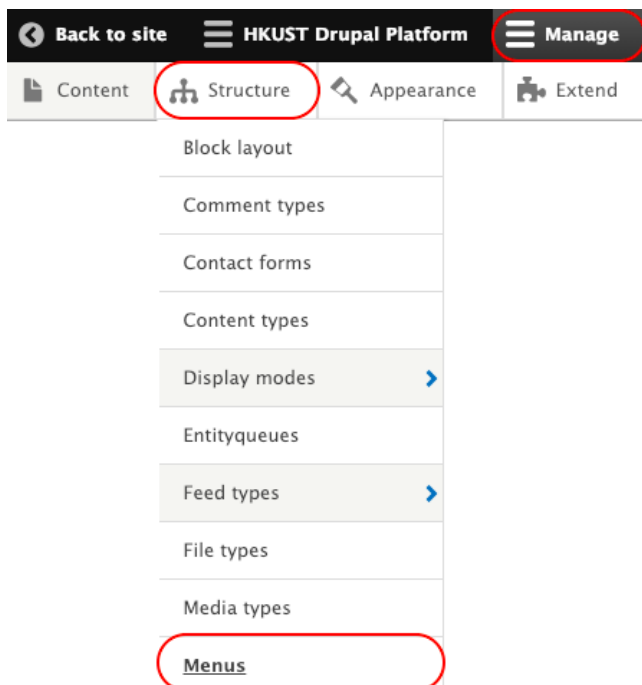 Back to site HKUST Drupal Platform Manage
Content Structure Appearance Extend
Block layout
Comment types
Contact forms
Content types
Display modes
Entityqueues
Feed types
File types
Media types
Menus